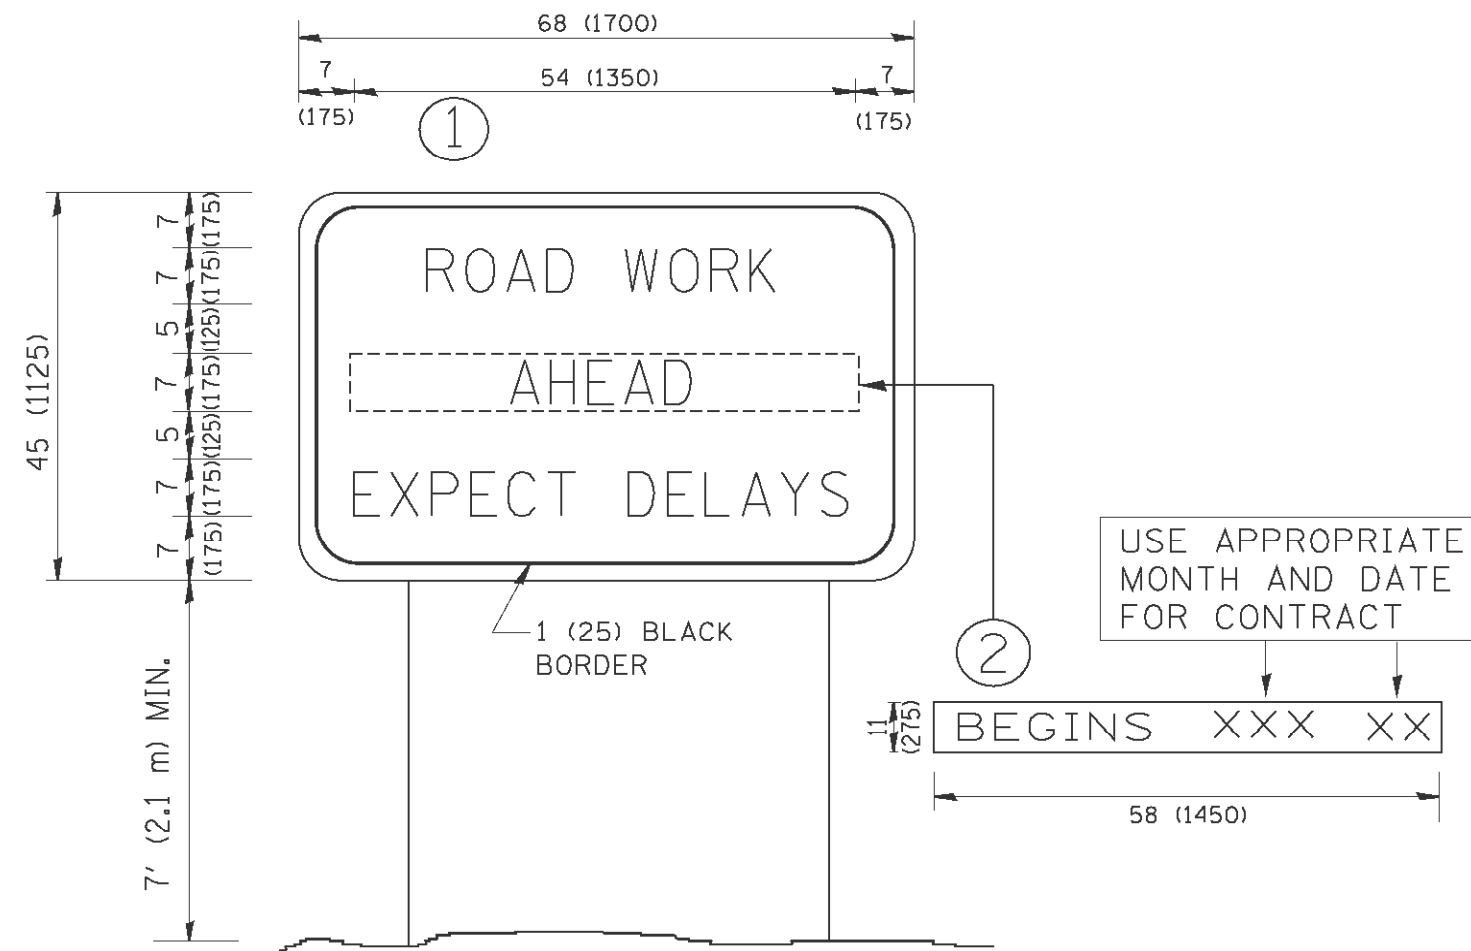 68 (1700)
7
54 (1350)
7
(175)
(175)
1
45 (1125)
7
(175)
7
(175)
5
(125)
7
(175)
5
(125)
7
(175)
7
(175)
ROAD WORK
AHEAD
EXPECT DELAYS
1 (25) BLACK
BORDER
7' (2.1 m) MIN.
USE APPROPRIATE
MONTH AND DATE
FOR CONTRACT
2
11
(275)
BEGINS XXX XX
58 (1450)